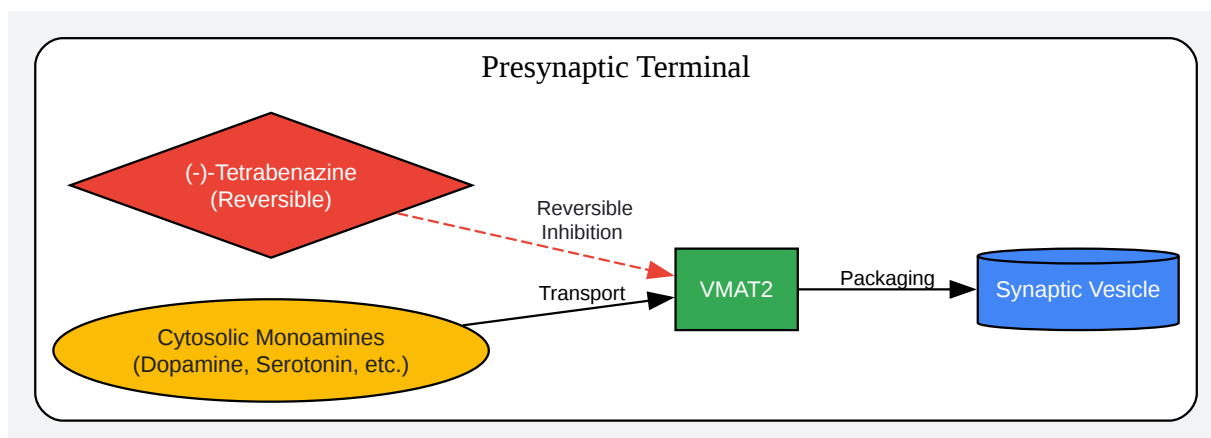 Presynaptic Terminal
(-)-Tetrabenazine
(Reversible)
Reversible
Inhibition
Transport
VMAT2
Packaging
Synaptic Vesicle
Cytosolic Monoamines
(Dopamine, Serotonin, etc.)